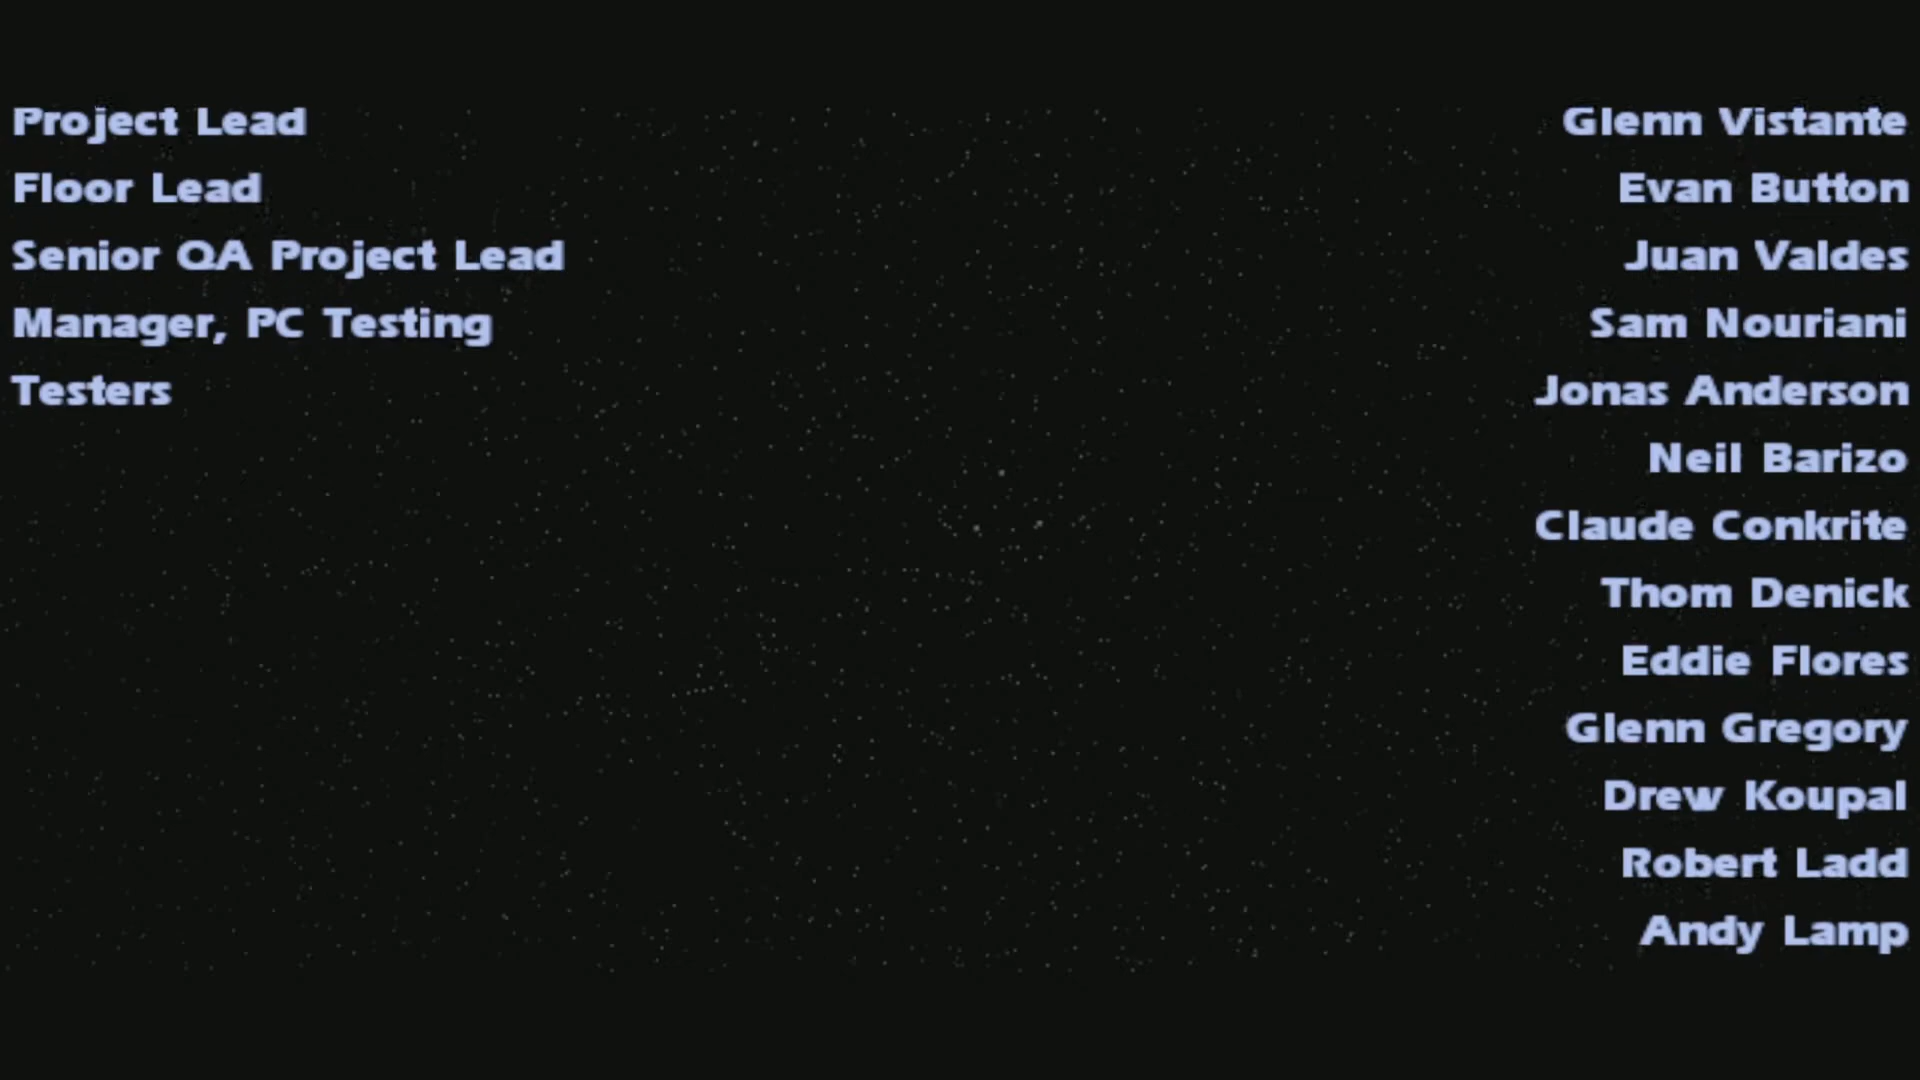 Project Lead Glenn Vistante
Floor Lead Evan Button
Senior QA Project Lead Juan Valdes
Manager, PC Testing Sam Nouriani
Testers Jonas Anderson
Neil Barizo
Claude Conkrite
Thom Denick
Eddie Flores
Glenn Gregory
Drew Koupal
Robert Ladd
Andy Lamp